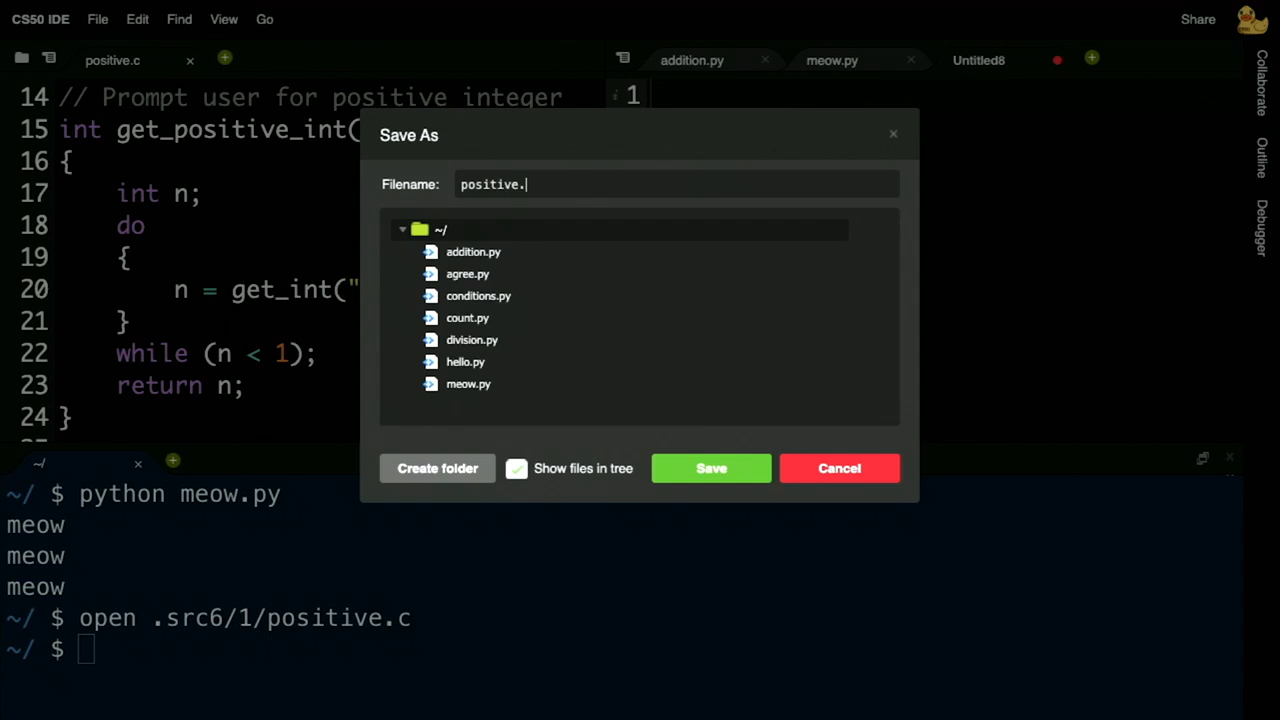 CS50 IDE File Edit Find View Go Share
positive.c
addition.py meow.py Untitled8
Collaborate
Outline
Debugger
14 // Prompt user for positive integer
15 int get_positive_int(
16 {
17 int n;
18 do
19 {
20 n = get_int("
21 }
22 while (n < 1);
23 return n;
24 }
1
Save As
Filename: positive.
~/
addition.py
agree.py
conditions.py
count.py
division.py
hello.py
meow.py
Create folder Show files in tree Save Cancel
~/
~/ $ python meow.py
meow
meow
meow
~/ $ open .src6/1/positive.c
~/ $